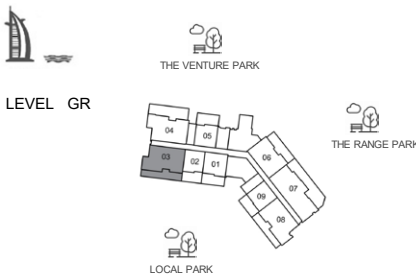 THE VENTURE PARK
LEVEL GR
THE RANGE PARK
04
05
03
02
01
06
07
09
08
LOCAL PARK